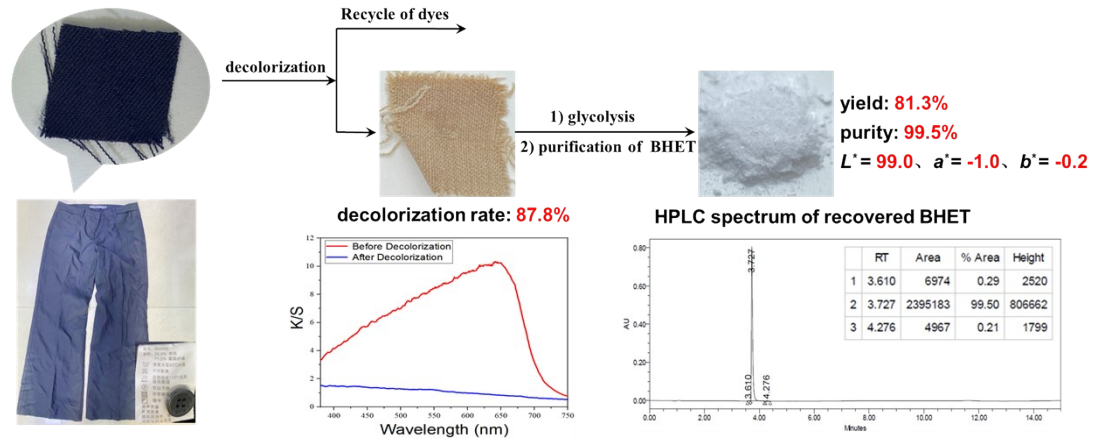 Recycle of dyes
decolorization
1) glycolysis
2) purification of BHET
yield: 81.3%
purity: 99.5%
L* = 99.0、a* = -1.0、b* = -0.2
decolorization rate: 87.8%
Before Decolorization
After Decolorization
K/S
12
10
8
6
4
2
0
400
450
500
550
600
650
700
750
Wavelength (nm)
HPLC spectrum of recovered BHET
RT Area % Area Height
1 3.610 6974 0.29 2520
2 3.727 2395183 99.50 806662
3 4.276 4967 0.21 1799
AU
0.80
0.60
0.40
0.20
0.00
3.610
3.727
4.276
0.00 2.00 4.00 6.00 8.00 10.00 12.00 14.00
Minutes